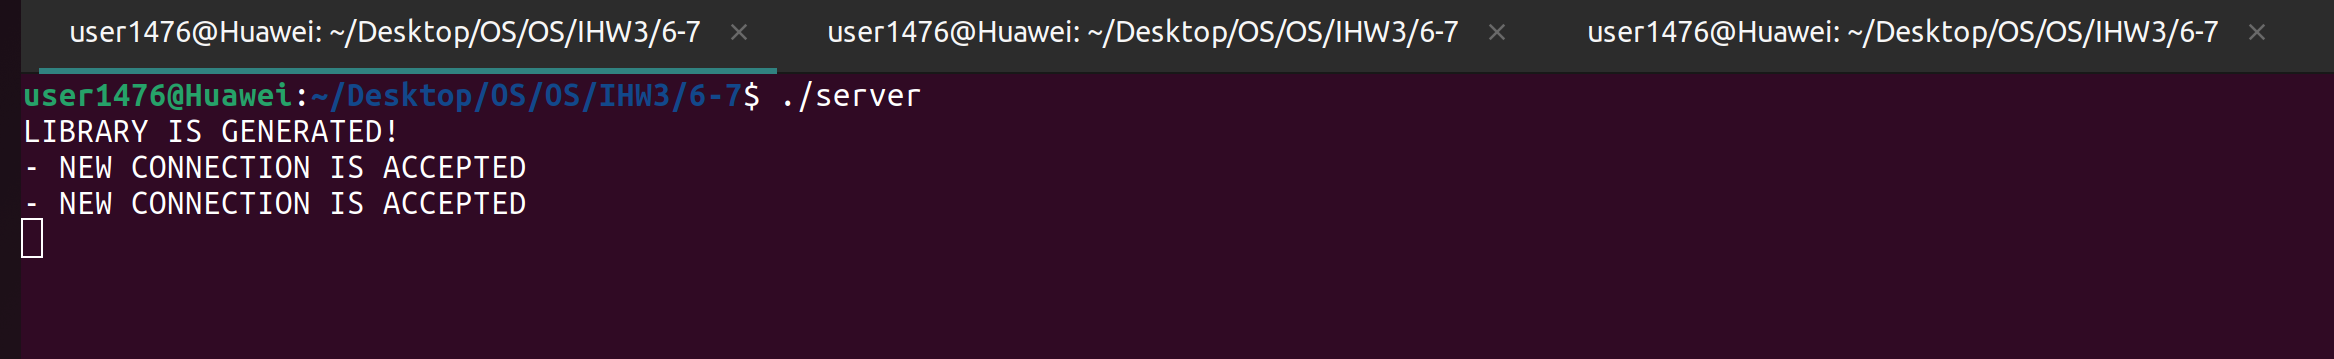 user1476@Huawei: ~/Desktop/OS/OS/IHW3/6-7 × user1476@Huawei: ~/Desktop/OS/OS/IHW3/6-7 × user1476@Huawei: ~/Desktop/OS/OS/IHW3/6-7 ×
user1476@Huawei:~/Desktop/OS/OS/IHW3/6-7$ ./server
LIBRARY IS GENERATED!
- NEW CONNECTION IS ACCEPTED
- NEW CONNECTION IS ACCEPTED